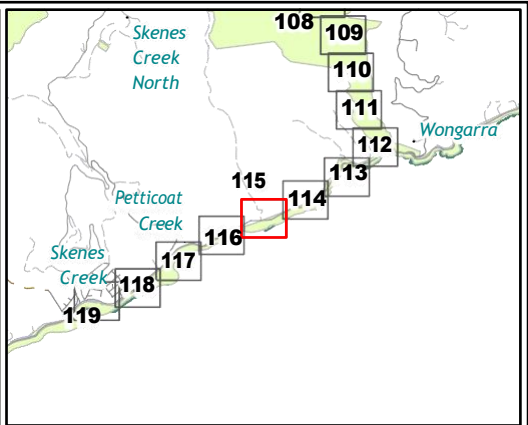 108
109
Skenes
Creek
North
110
111
112
Wongarra
113
115
114
Petticoat
Creek
116
Skenes
Creek
117
118
119